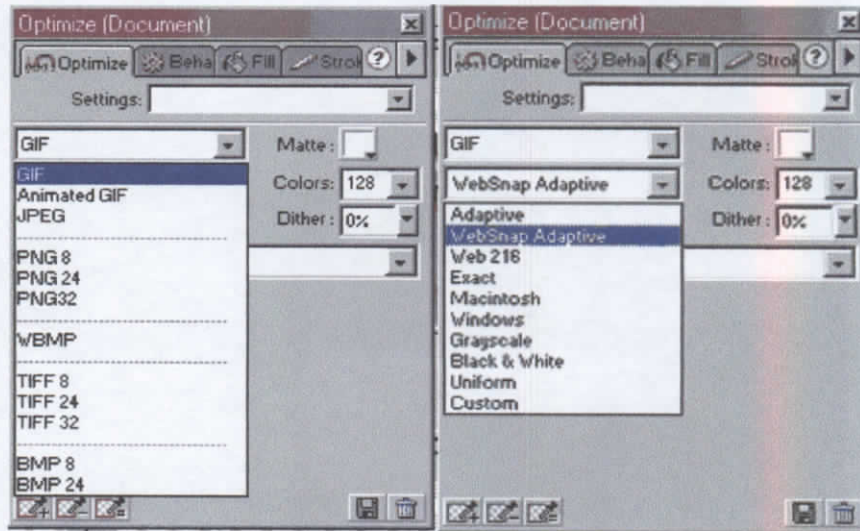 Optimize (Document)
Optimize Beha Fill Strok ?
Settings:
GIF Matte:
GIF
Animated GIF
JPEG
Colors: 128
Dither: 0%
PNG 8
PNG 24
PNG32
WBMP
TIFF 8
TIFF 24
TIFF 32
BMP 8
BMP 24
Optimize (Document)
Optimize Beha Fill Strok ?
Settings:
GIF Matte:
WebSnap Adaptive Colors: 128
Dither: 0%
Adaptive
WebSnap Adaptive
Web 216
Exact
Macintosh
Windows
Grayscale
Black & White
Uniform
Custom